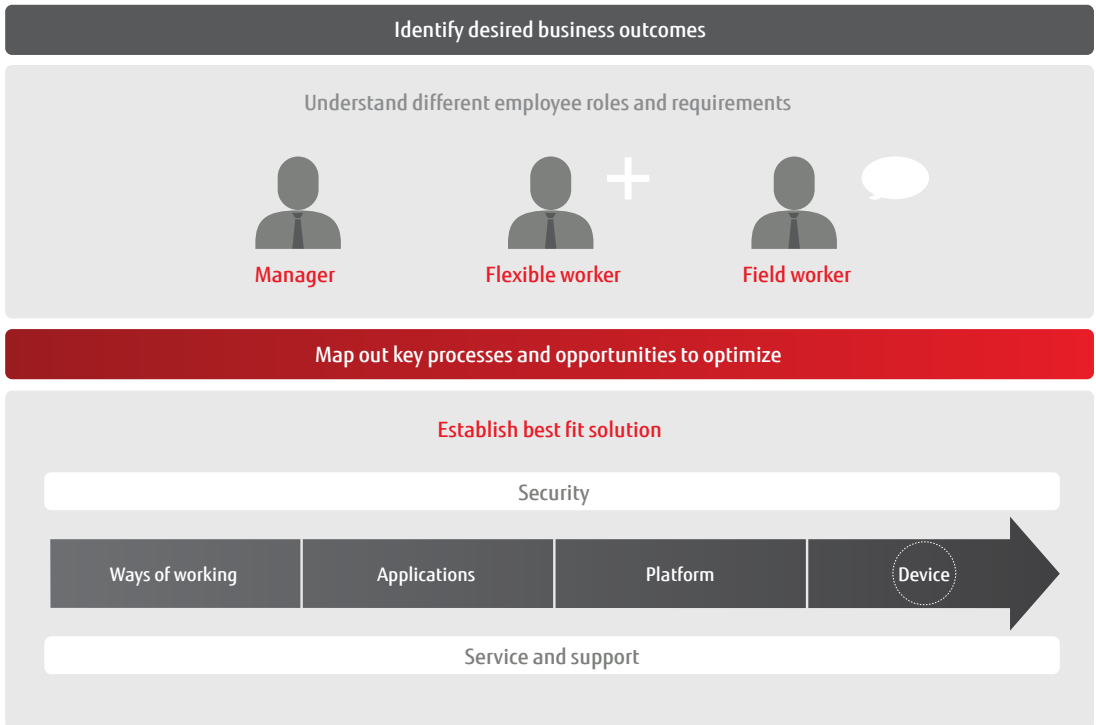 Identify desired business outcomes
Understand different employee roles and requirements
Manager
Flexible worker
Field worker
Map out key processes and opportunities to optimize
Establish best fit solution
Security
Ways of working
Applications
Platform
Device
Service and support